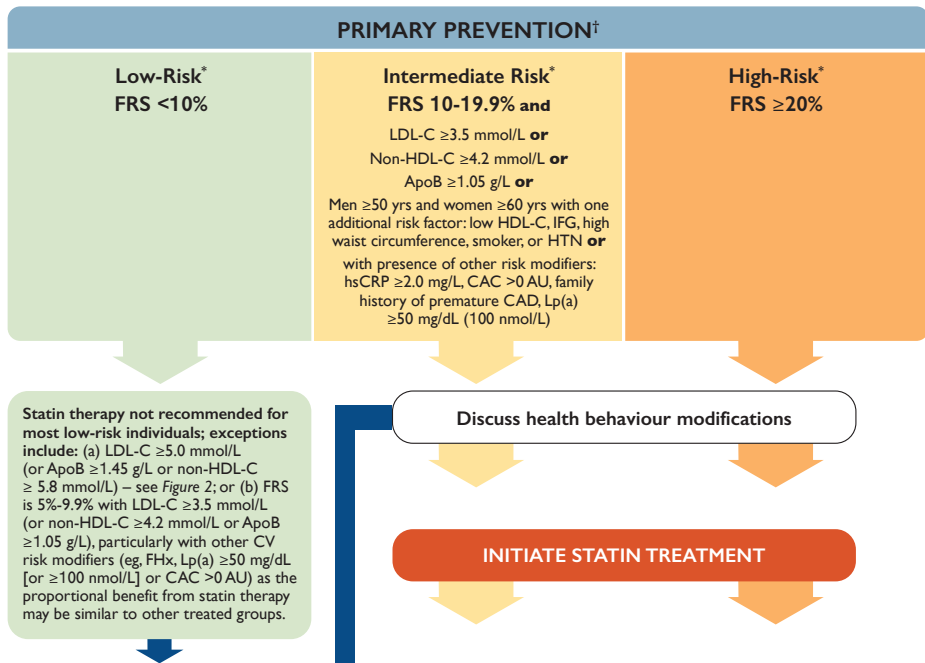 PRIMARY PREVENTION†
Low-Risk*
FRS <10%
Intermediate Risk*
FRS 10-19.9% and
LDL-C ≥3.5 mmol/L or
Non-HDL-C ≥4.2 mmol/L or
ApoB ≥1.05 g/L or
Men ≥50 yrs and women ≥60 yrs with one
additional risk factor: low HDL-C, IFG, high
waist circumference, smoker, or HTN or
with presence of other risk modifiers:
hsCRP ≥2.0 mg/L, CAC >0 AU, family
history of premature CAD, Lp(a)
≥50 mg/dL (100 nmol/L)
High-Risk*
FRS ≥20%
Statin therapy not recommended for
most low-risk individuals; exceptions
include: (a) LDL-C ≥5.0 mmol/L
(or ApoB ≥1.45 g/L or non-HDL-C
≥ 5.8 mmol/L) – see Figure 2; or (b) FRS
is 5%-9.9% with LDL-C ≥3.5 mmol/L
(or non-HDL-C ≥4.2 mmol/L or ApoB
≥1.05 g/L), particularly with other CV
risk modifiers (eg, FHx, Lp(a) ≥50 mg/dL
[or ≥100 nmol/L] or CAC >0 AU) as the
proportional benefit from statin therapy
may be similar to other treated groups.
Discuss health behaviour modifications
INITIATE STATIN TREATMENT